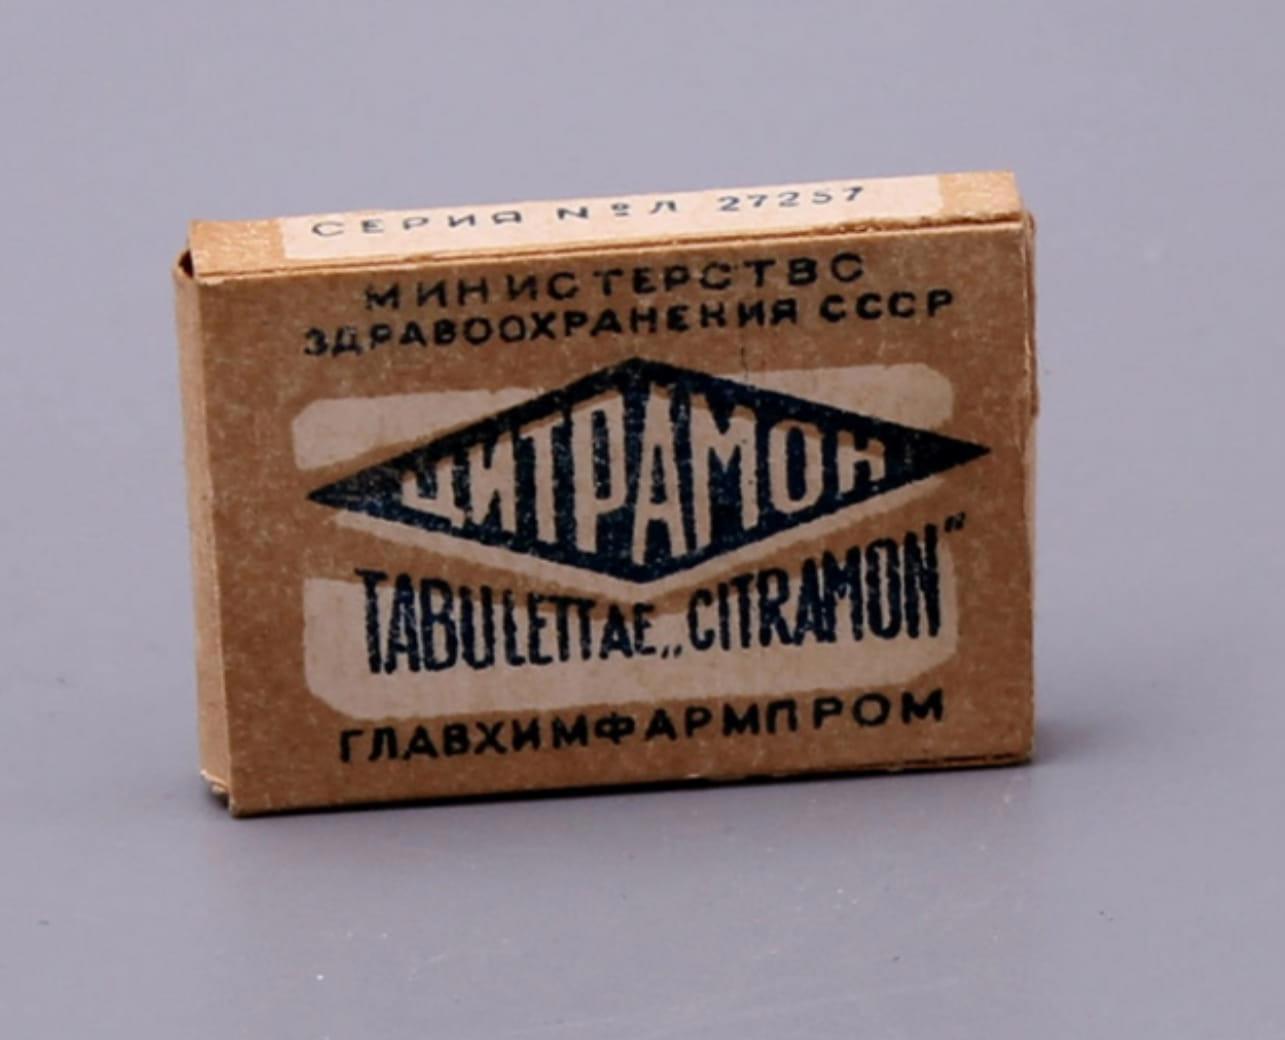 СЕРИЯ №Л 27257
МИНИСТЕРСТВО
ЗДРАВООХРАНЕНИЯ СССР
ЦИТРАМОН
TABULETTAE „CITRAMON”
ГЛАВХИМФАРМПРОМ